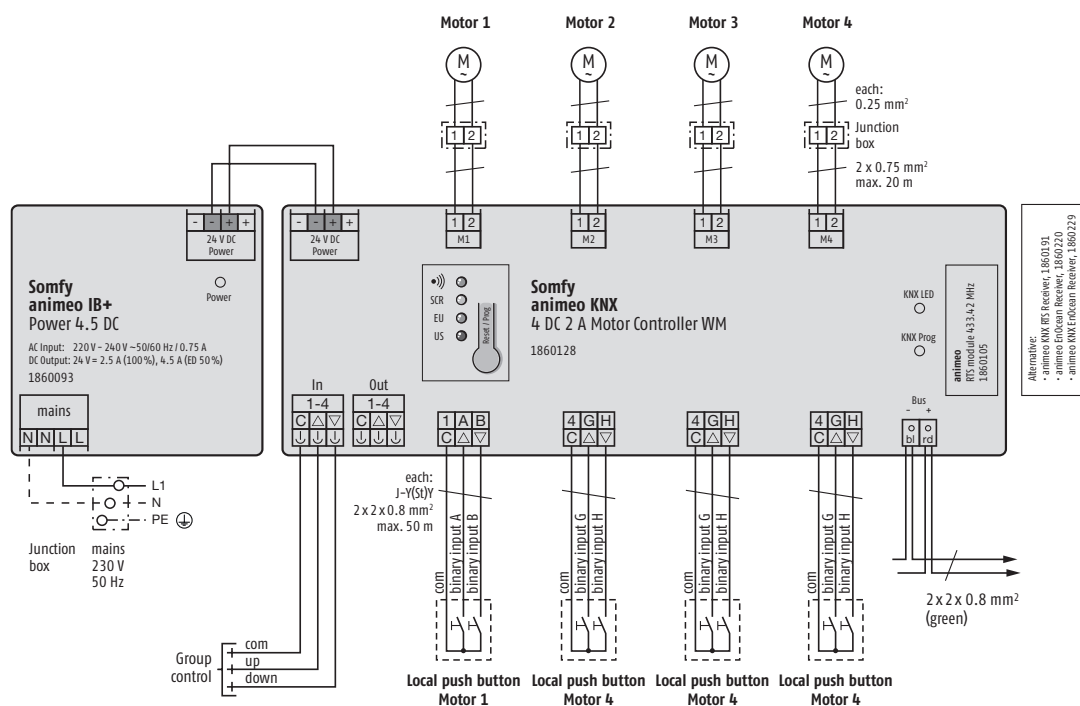 Motor 1
Motor 2
Motor 3
Motor 4
M
~
M
~
M
~
M
~
each:
0.25 mm²
1 2
1 2
1 2
1 2
Junction
box
2 x 0.75 mm²
max. 20 m
- - + +
24 V DC
Power
- - + +
24 V DC
Power
1 2
M1
1 2
M2
1 2
M3
1 2
M4
Somfy
animeo IB+
Power 4.5 DC
AC Input: 220 V – 240 V ~50/60 Hz / 0.75 A
DC Output: 24 V = 2.5 A (100 %), 4.5 A (ED 50 %)
1860093
Power
mains
N N L L
SCR
EU
US
Reset / Prog
Somfy
animeo KNX
4 DC 2 A Motor Controller WM
1860128
KNX LED
KNX Prog
animeo
RTS module 433.42 MHz
1860105
Alternative:
• animeo KNX RTS Receiver, 1860191
• animeo EnOcean Receiver, 1860220
• animeo KNX EnOcean Receiver, 1860229
In
1-4
C
Out
1-4
C
1 A B
C
4 G H
C
4 G H
C
4 G H
C
Bus
- +
bl rd
L1
N
PE
Junction
box
mains
230 V
50 Hz
each:
J-Y(St)Y
2 x 2 x 0.8 mm²
max. 50 m
com
binary input A
binary input B
com
binary input G
binary input H
com
binary input G
binary input H
com
binary input G
binary input H
2 x 2 x 0.8 mm²
(green)
Group
control
com
up
down
Local push button
Motor 1
Local push button
Motor 4
Local push button
Motor 4
Local push button
Motor 4